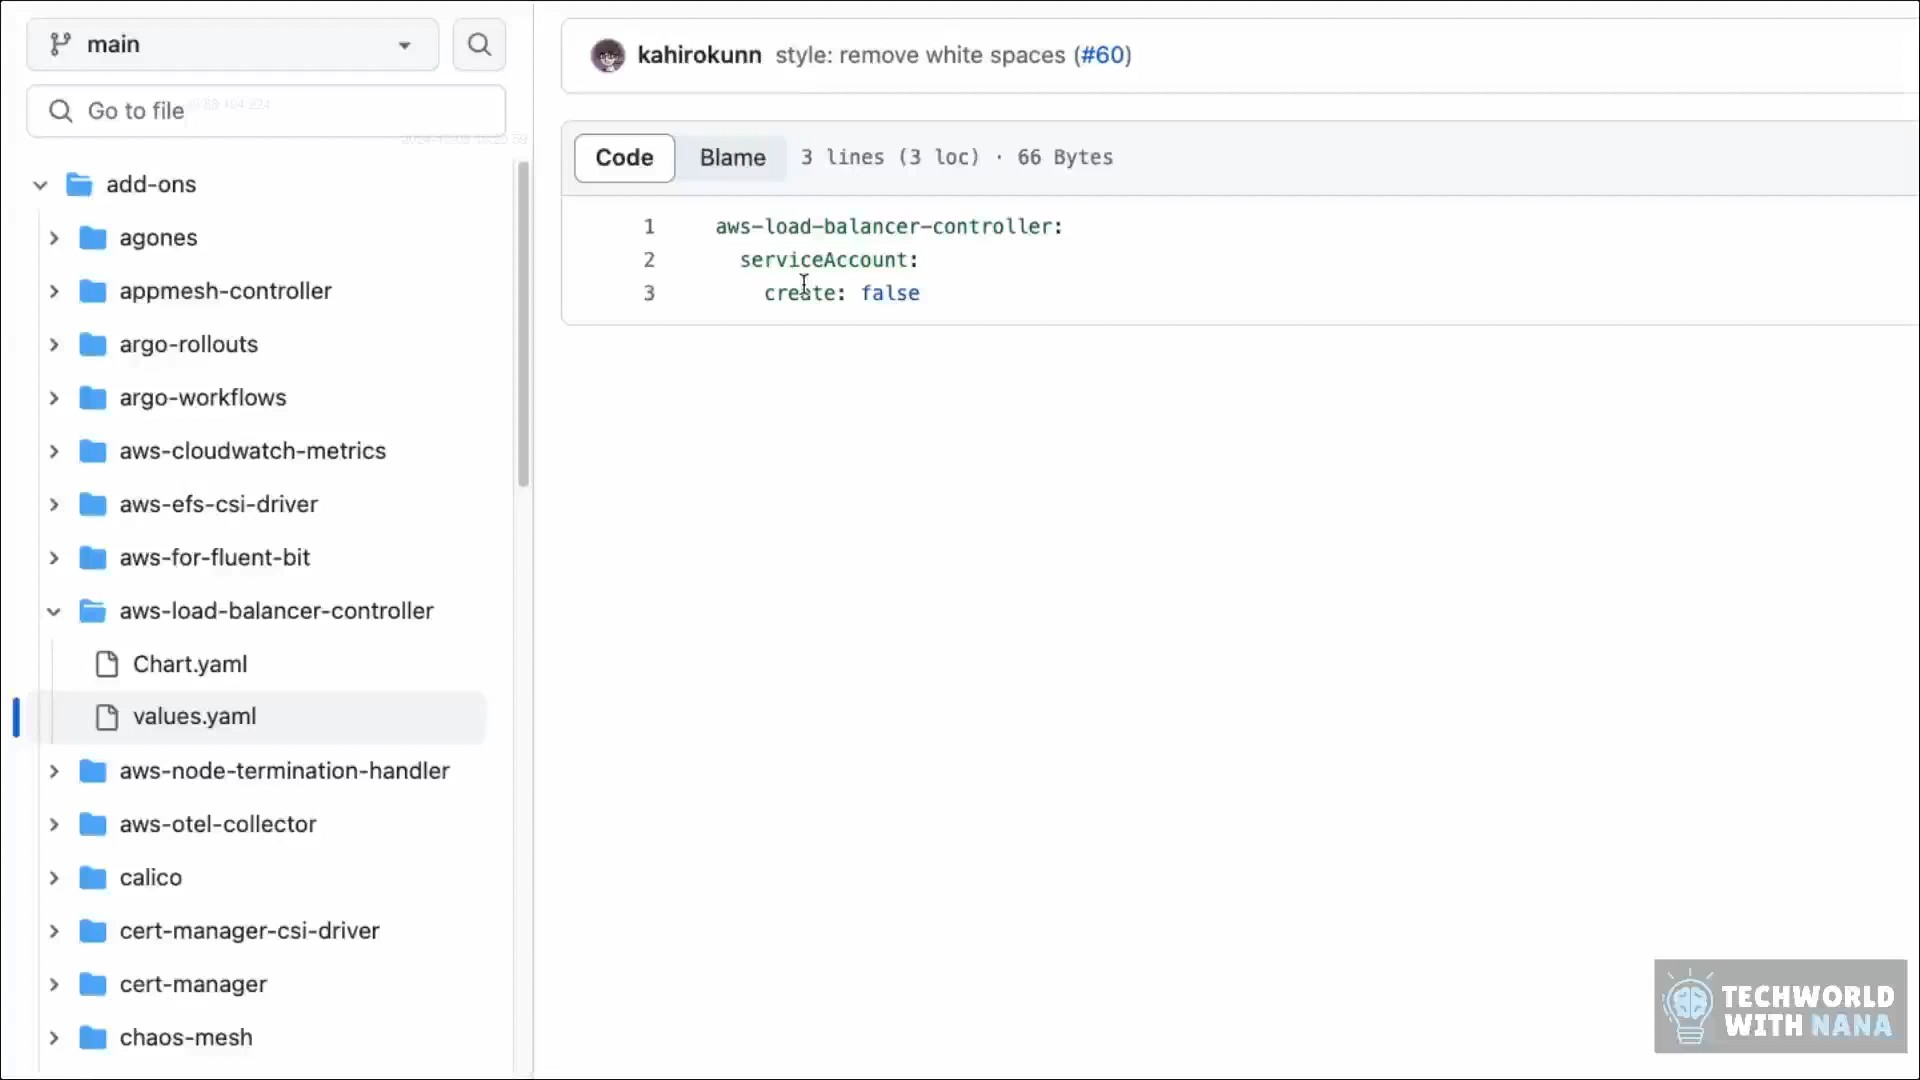 main
Go to file
add-ons
agones
appmesh-controller
argo-rollouts
argo-workflows
aws-cloudwatch-metrics
aws-efs-csi-driver
aws-for-fluent-bit
aws-load-balancer-controller
Chart.yaml
values.yaml
aws-node-termination-handler
aws-otel-collector
calico
cert-manager-csi-driver
cert-manager
chaos-mesh
kahirokunn style: remove white spaces (#60)
Code Blame 3 lines (3 loc) · 66 Bytes
1 aws-load-balancer-controller:
2 serviceAccount:
3 create: false
TECHWORLD
WITH NANA